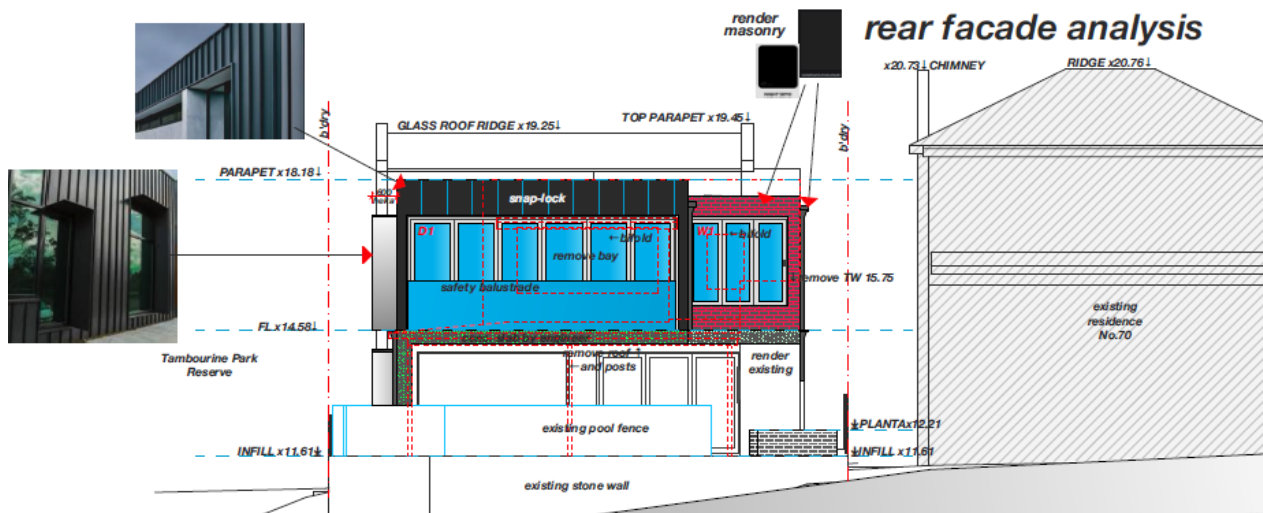 rear facade analysis
render
masonry
x20.73↓CHIMNEY
RIDGE x20.76↓
b'dry
GLASS ROOF RIDGE x19.25↓
TOP PARAPET x19.45↓
b'dry
PARAPET x18.18↓
600
snap-lock
D1
←bifold
W1
←bifold
remove bay
remove TW 15.75
safety balustrade
existing
residence
No.70
FL x14.58↓
Tambourine Park
Reserve
remove roof ↑
←and posts
render
existing
existing pool fence
PLANTAx12.21
INFILL x11.61
INFILL x11.61
existing stone wall